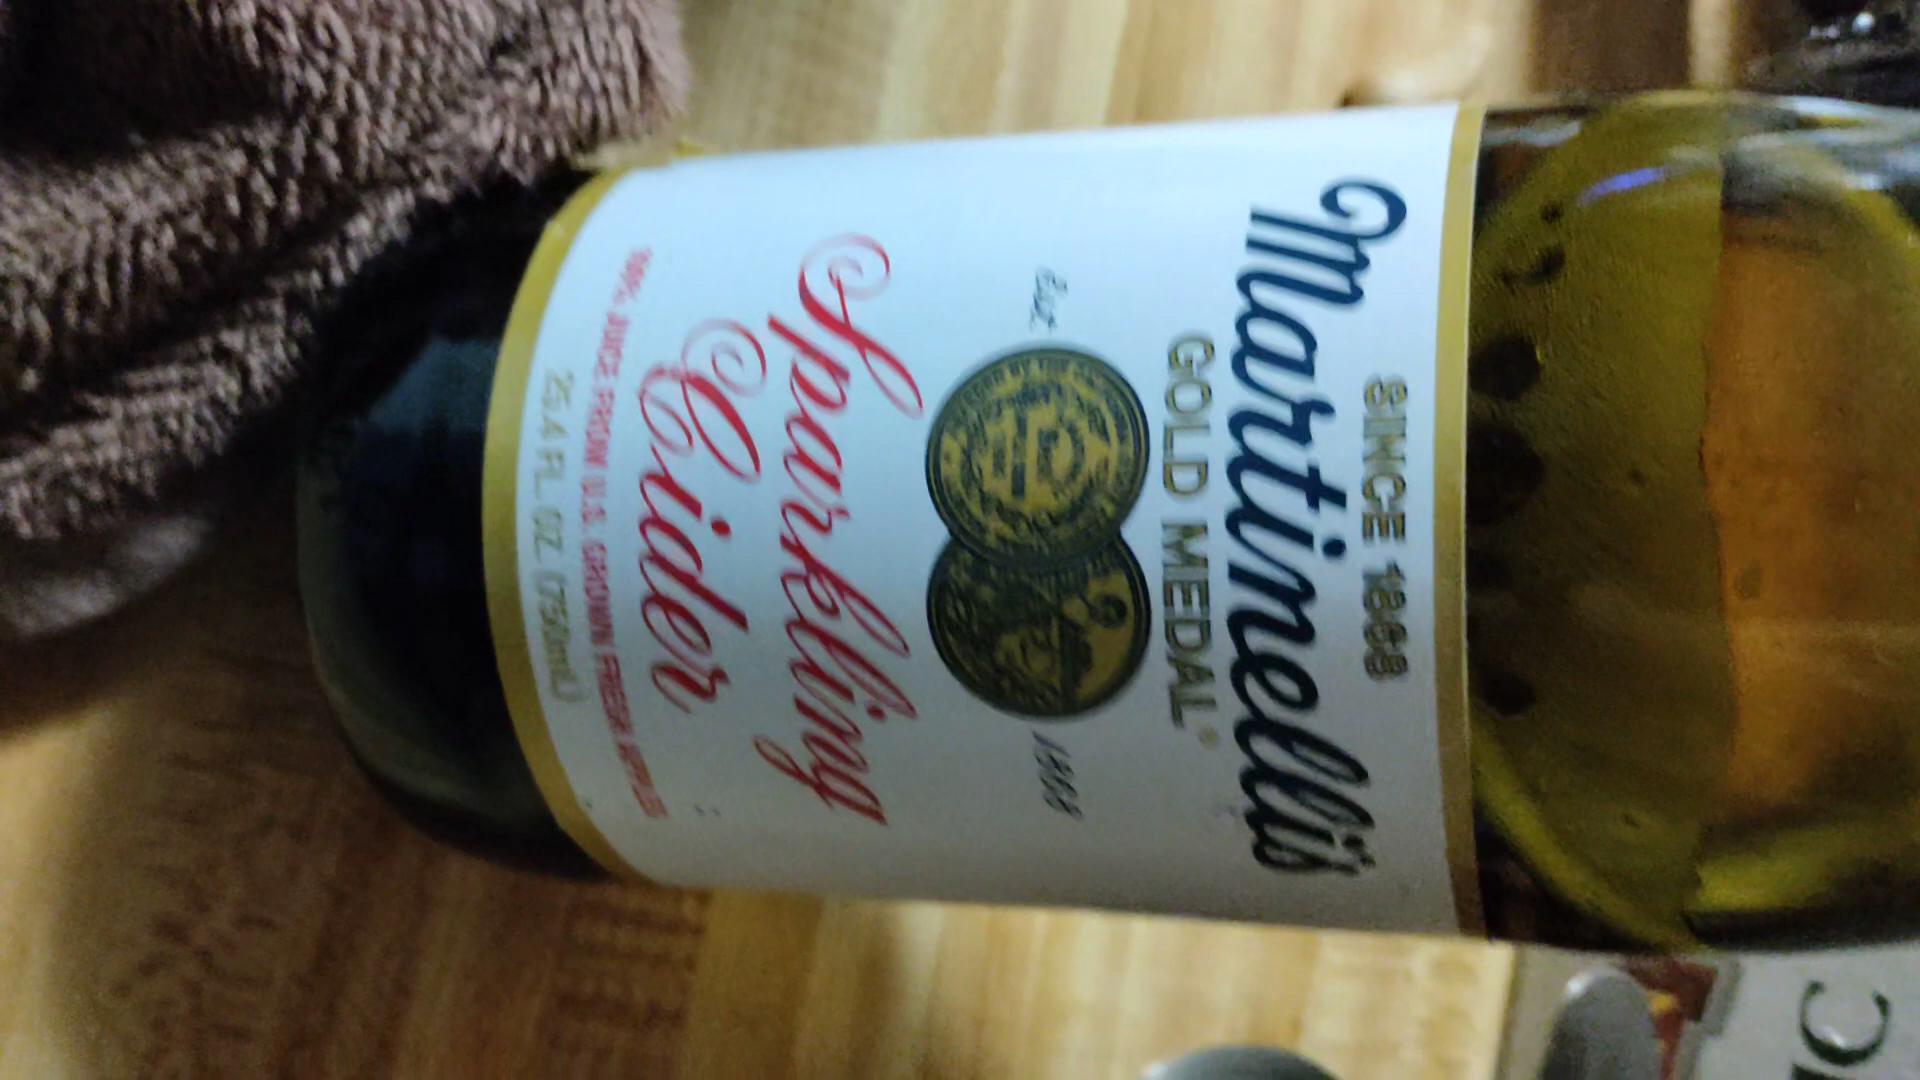 SINCE 1868
Martinelli's
GOLD MEDAL®
Est. 1868
Sparkling
Cider
100% JUICE FROM U.S. GROWN FRESH APPLES
25.4 FL. OZ. (750mL)